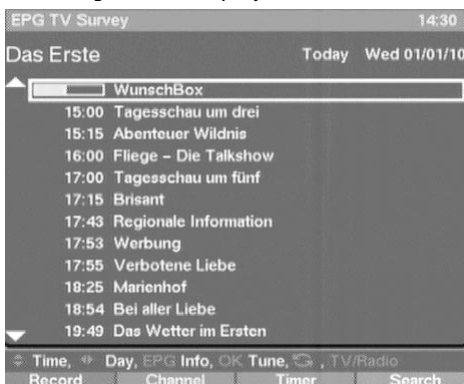 EPG TV Survey 14:30
Das Erste Today Wed 01/01/10
WunschBox
15:00 Tagesschau um drei
15:15 Abenteuer Wildnis
16:00 Fliege – Die Talkshow
17:00 Tagesschau um fünf
17:15 Brisant
17:43 Regionale Information
17:53 Werbung
17:55 Verbotene Liebe
18:25 Marienhof
18:54 Bei aller Liebe
19:49 Das Wetter im Ersten
Time, Day, EPG Info, OK Tune, , TV/Radio
Record Channel Timer Search